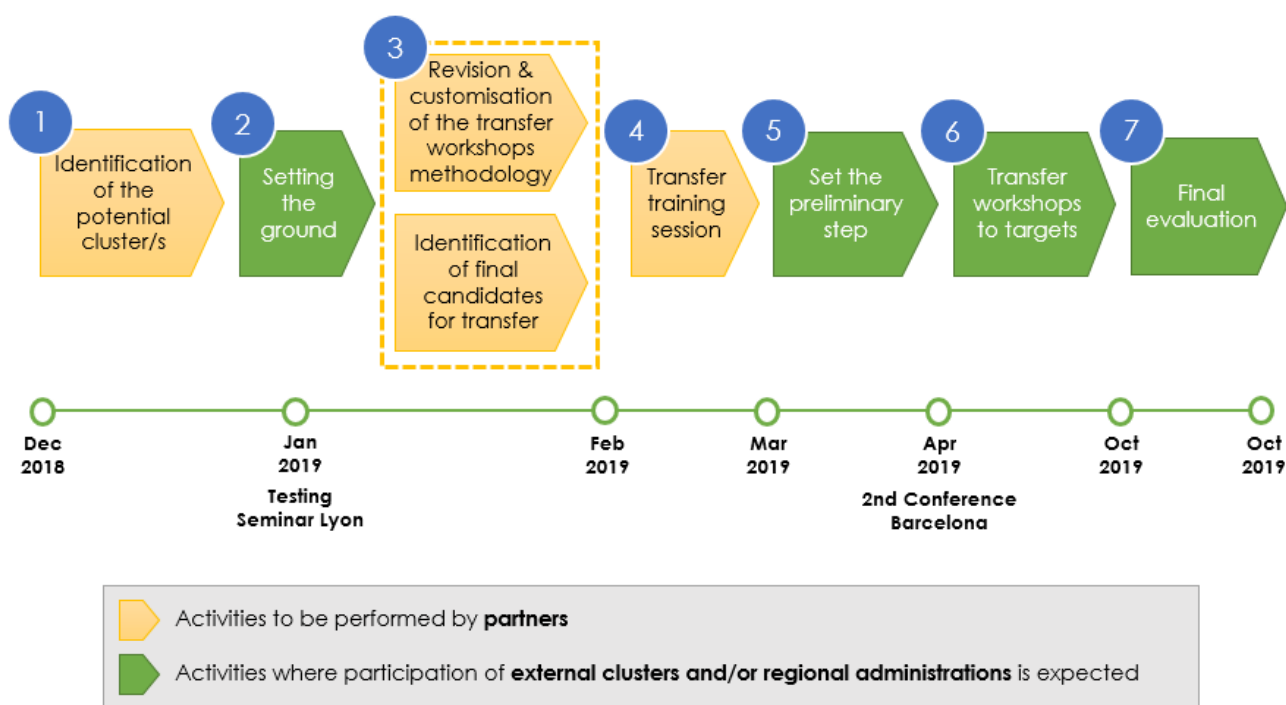 1
Identification
of the
potential
cluster/s
2
Setting
the
ground
3
Revision &
customisation
of the transfer
workshops
methodology
Identification
of final
candidates
for transfer
4
Transfer
training
session
5
Set the
preliminary
step
6
Transfer
workshops
to targets
7
Final
evaluation
Dec
2018
Jan
2019
Testing
Seminar Lyon
Feb
2019
Mar
2019
Apr
2019
2nd Conference
Barcelona
Oct
2019
Oct
2019
Activities to be performed by partners
Activities where participation of external clusters and/or regional administrations is expected